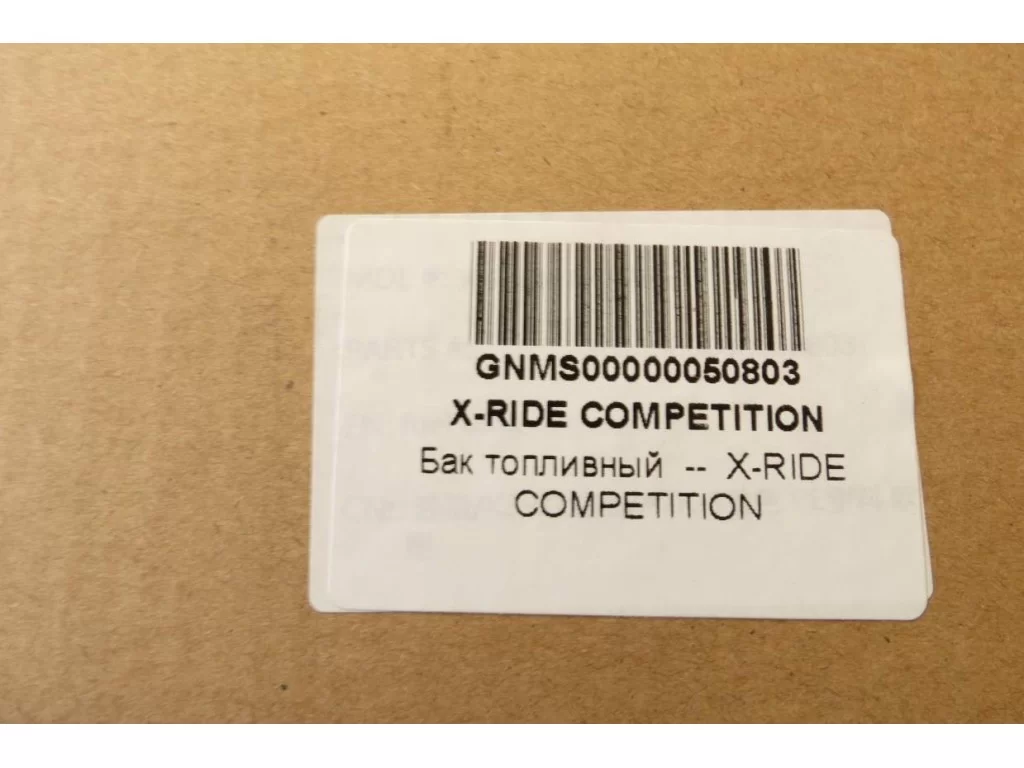 GNMS00000050803
X-RIDE COMPETITION
Бак топливный -- X-RIDE
COMPETITION